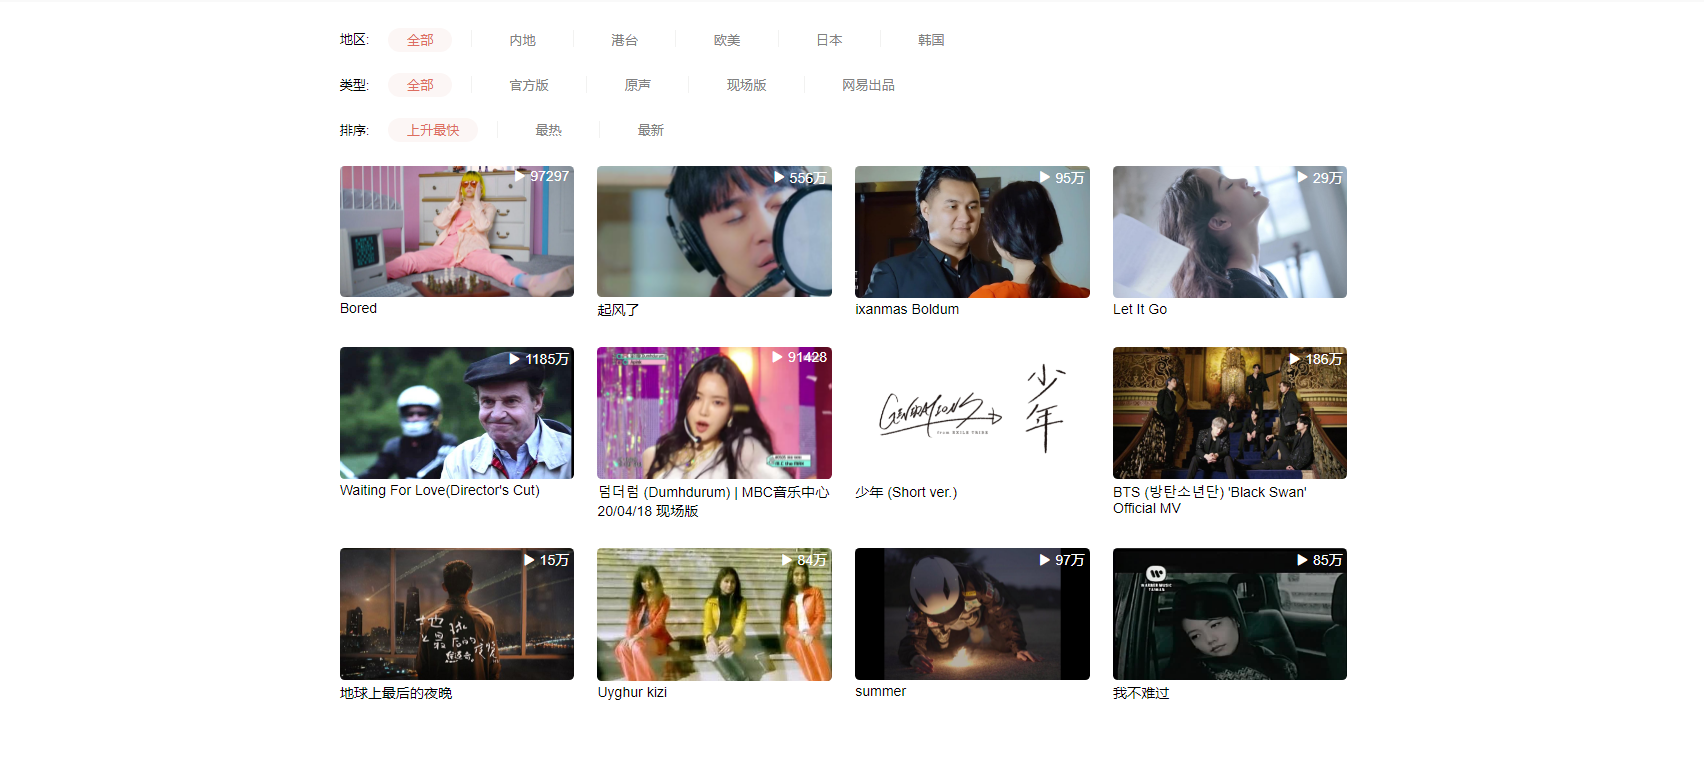 地区: 全部 内地 港台 欧美 日本 韩国
类型: 全部 官方版 原声 现场版 网易出品
排序: 上升最快 最热 最新
97297
556万
95万
29万
Bored
起风了
ixanmas Boldum
Let It Go
1185万
91428
GENERATIONS
from EXILE TRIBE
少年
186万
Waiting For Love(Director's Cut)
덤더럼 (Dumhdurum) | MBC音乐中心
20/04/18 现场版
少年 (Short ver.)
BTS (방탄소년단) 'Black Swan'
Official MV
15万
地球
上最后的夜晚
84万
97万
85万
WARNER MUSIC
TAIWAN
地球上最后的夜晚
Uyghur kizi
summer
我不难过